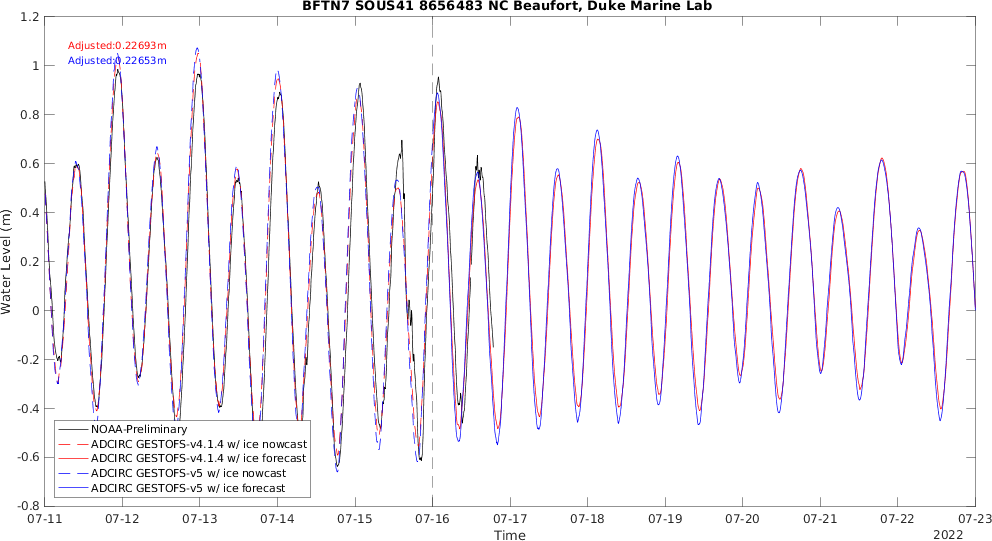 BFTN7 SOUS41 8656483 NC Beaufort, Duke Marine Lab
Adjusted:0.22693m
Adjusted:0.22653m
Water Level (m)
1.2
1
0.8
0.6
0.4
0.2
0
-0.2
-0.4
-0.6
-0.8
NOAA-Preliminary
ADCIRC GESTOFS-v4.1.4 w/ ice nowcast
ADCIRC GESTOFS-v4.1.4 w/ ice forecast
ADCIRC GESTOFS-v5 w/ ice nowcast
ADCIRC GESTOFS-v5 w/ ice forecast
07-11 07-12 07-13 07-14 07-15 07-16 07-17 07-18 07-19 07-20 07-21 07-22 07-23
Time
2022